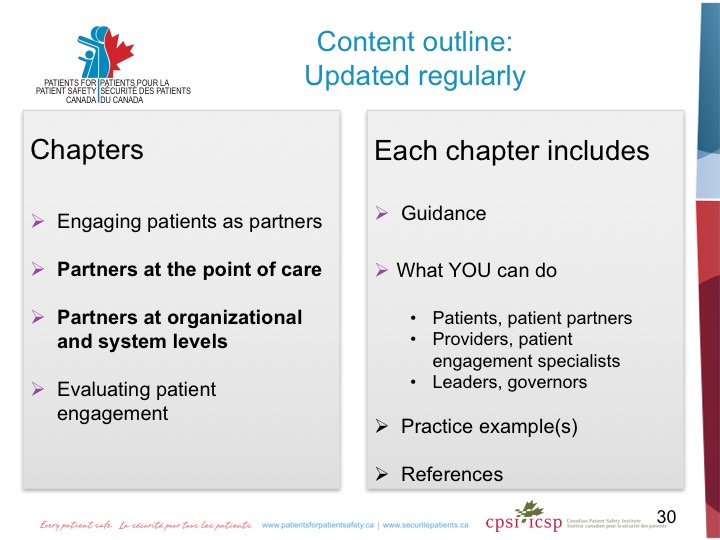 Content outline:
Updated regularly
PATIENTS FOR PATIENTS POUR LA
PATIENT SAFETY SÉCURITÉ DES PATIENTS
CANADA DU CANADA
Chapters
Engaging patients as partners
Partners at the point of care
Partners at organizational
and system levels
Evaluating patient
engagement
Each chapter includes
Guidance
What YOU can do
Patients, patient partners
Providers, patient
engagement specialists
Leaders, governors
Practice example(s)
References
Every patient safe La sécurité pour tous les patients
www.patientsforpatientsafety.ca | www.securitepatients.ca
cpsi icsp
Canadian Patient Safety Institute
Institut canadien pour la sécurité des patients
30